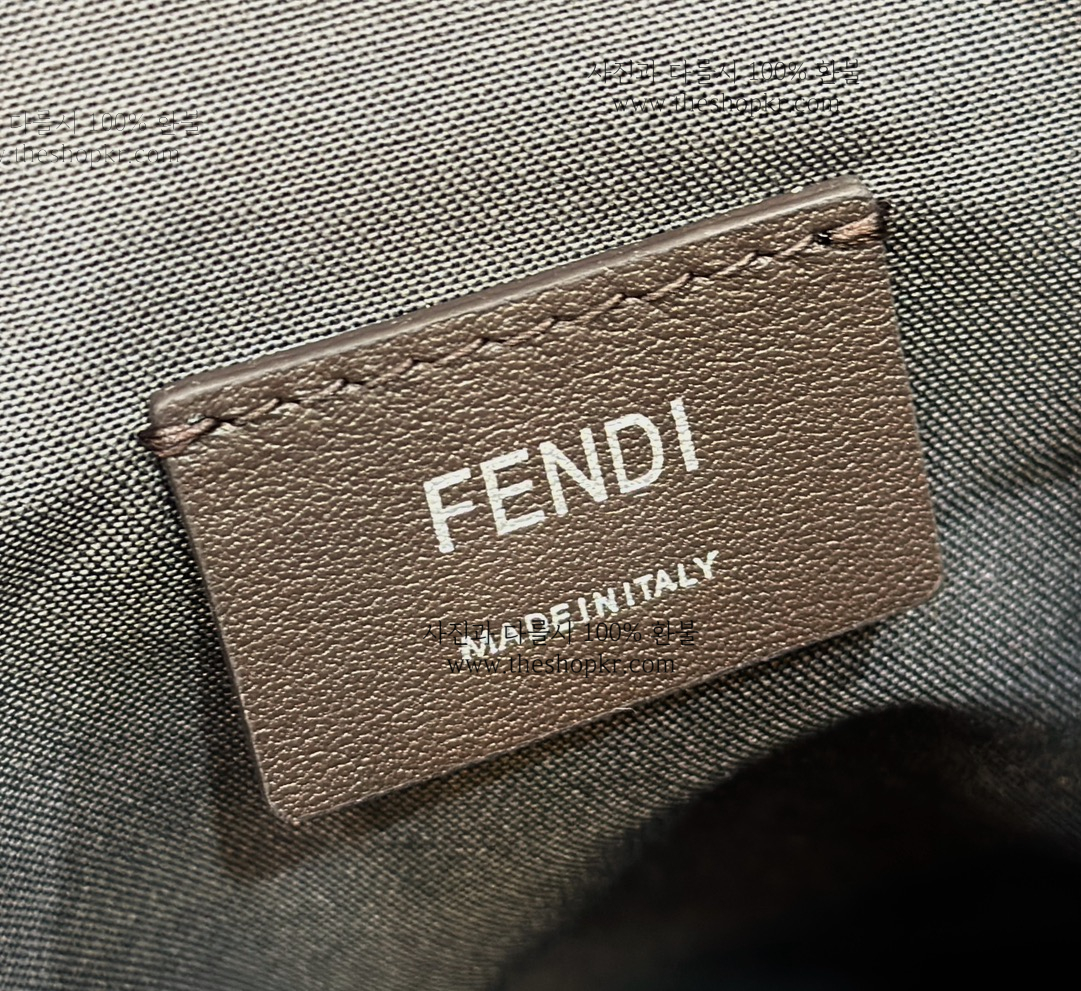 사진과 다를시 100% 환불
www.theshopkr.com
다를시 100% 환불
theshopkr.com
FENDI
MADE IN ITALY
사진과 다를시 100% 환불
www.theshopkr.com